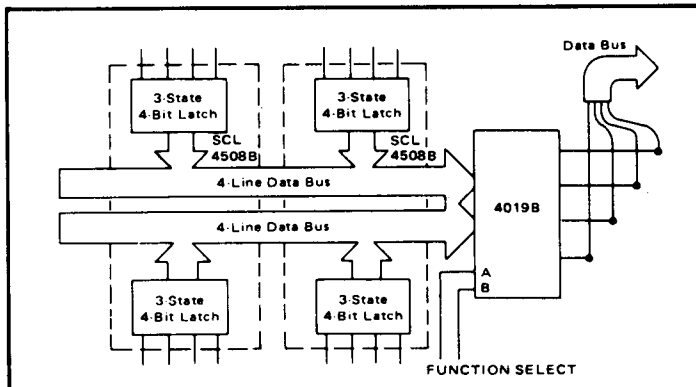 Data Bus
3-State
4-Bit Latch
3-State
4-Bit Latch
SCL
4508B
SCL
4508B
4-Line Data Bus
4019B
4-Line Data Bus
A
B
3-State
4-Bit Latch
3-State
4-Bit Latch
FUNCTION SELECT